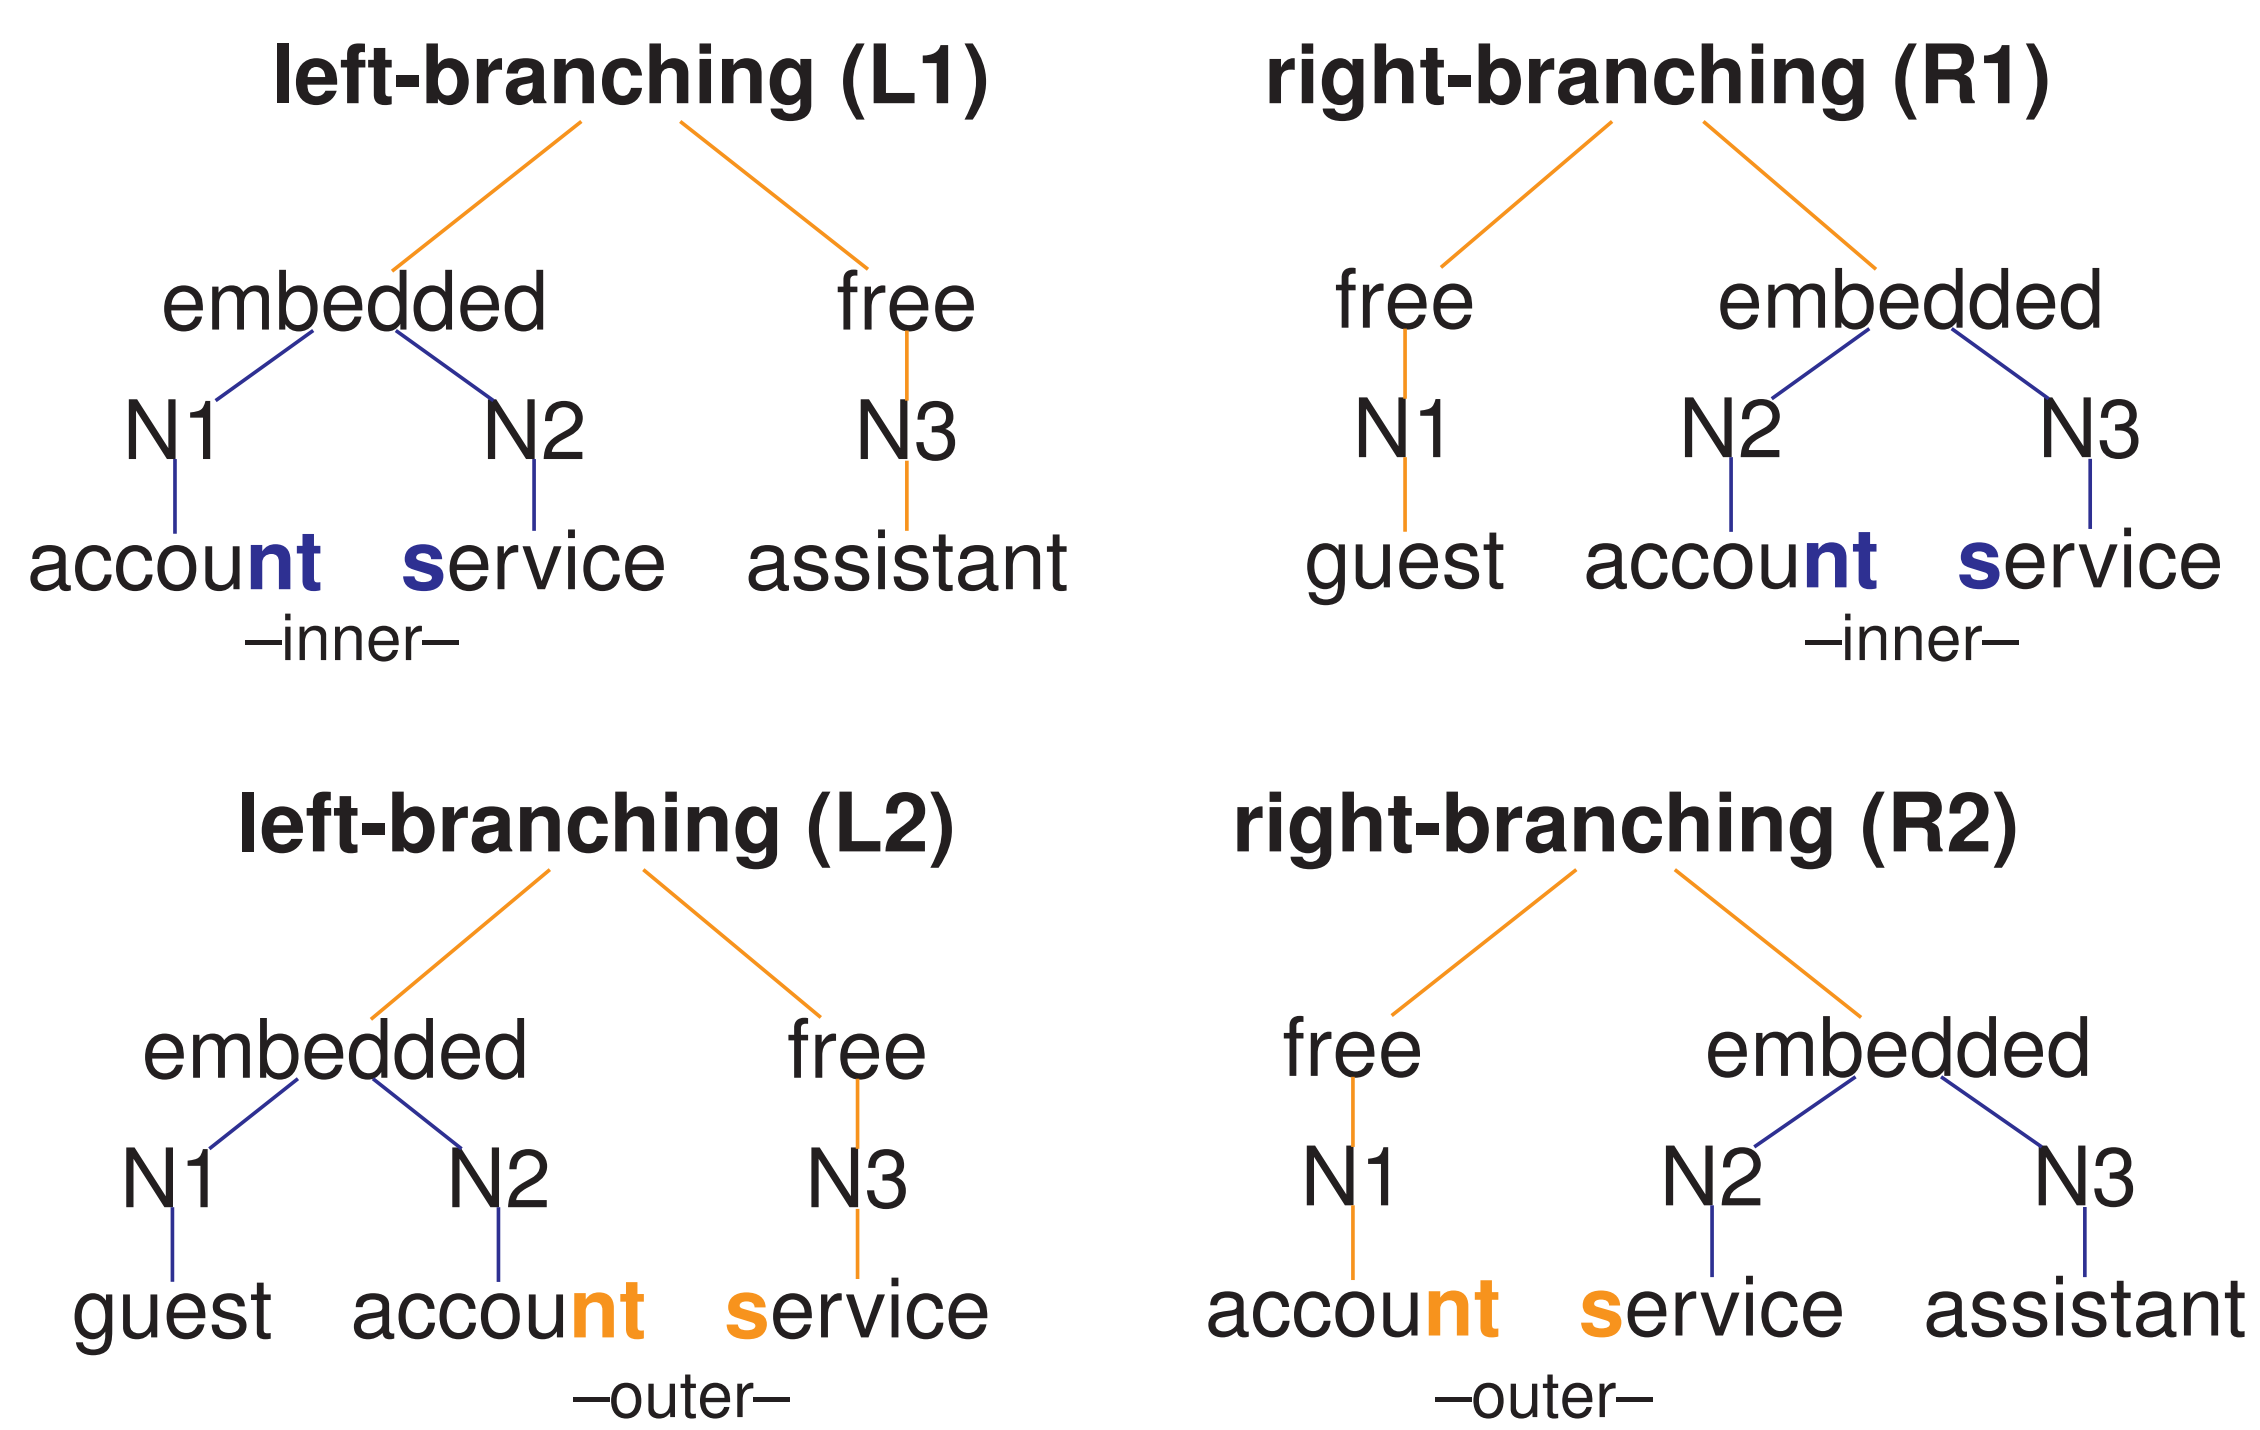 left-branching (L1)
embedded free
N1 N2 N3
account service assistant
–inner–
right-branching (R1)
free embedded
N1 N2 N3
guest account service
–inner–
left-branching (L2)
embedded free
N1 N2 N3
guest account service
–outer–
right-branching (R2)
free embedded
N1 N2 N3
account service assistant
–outer–